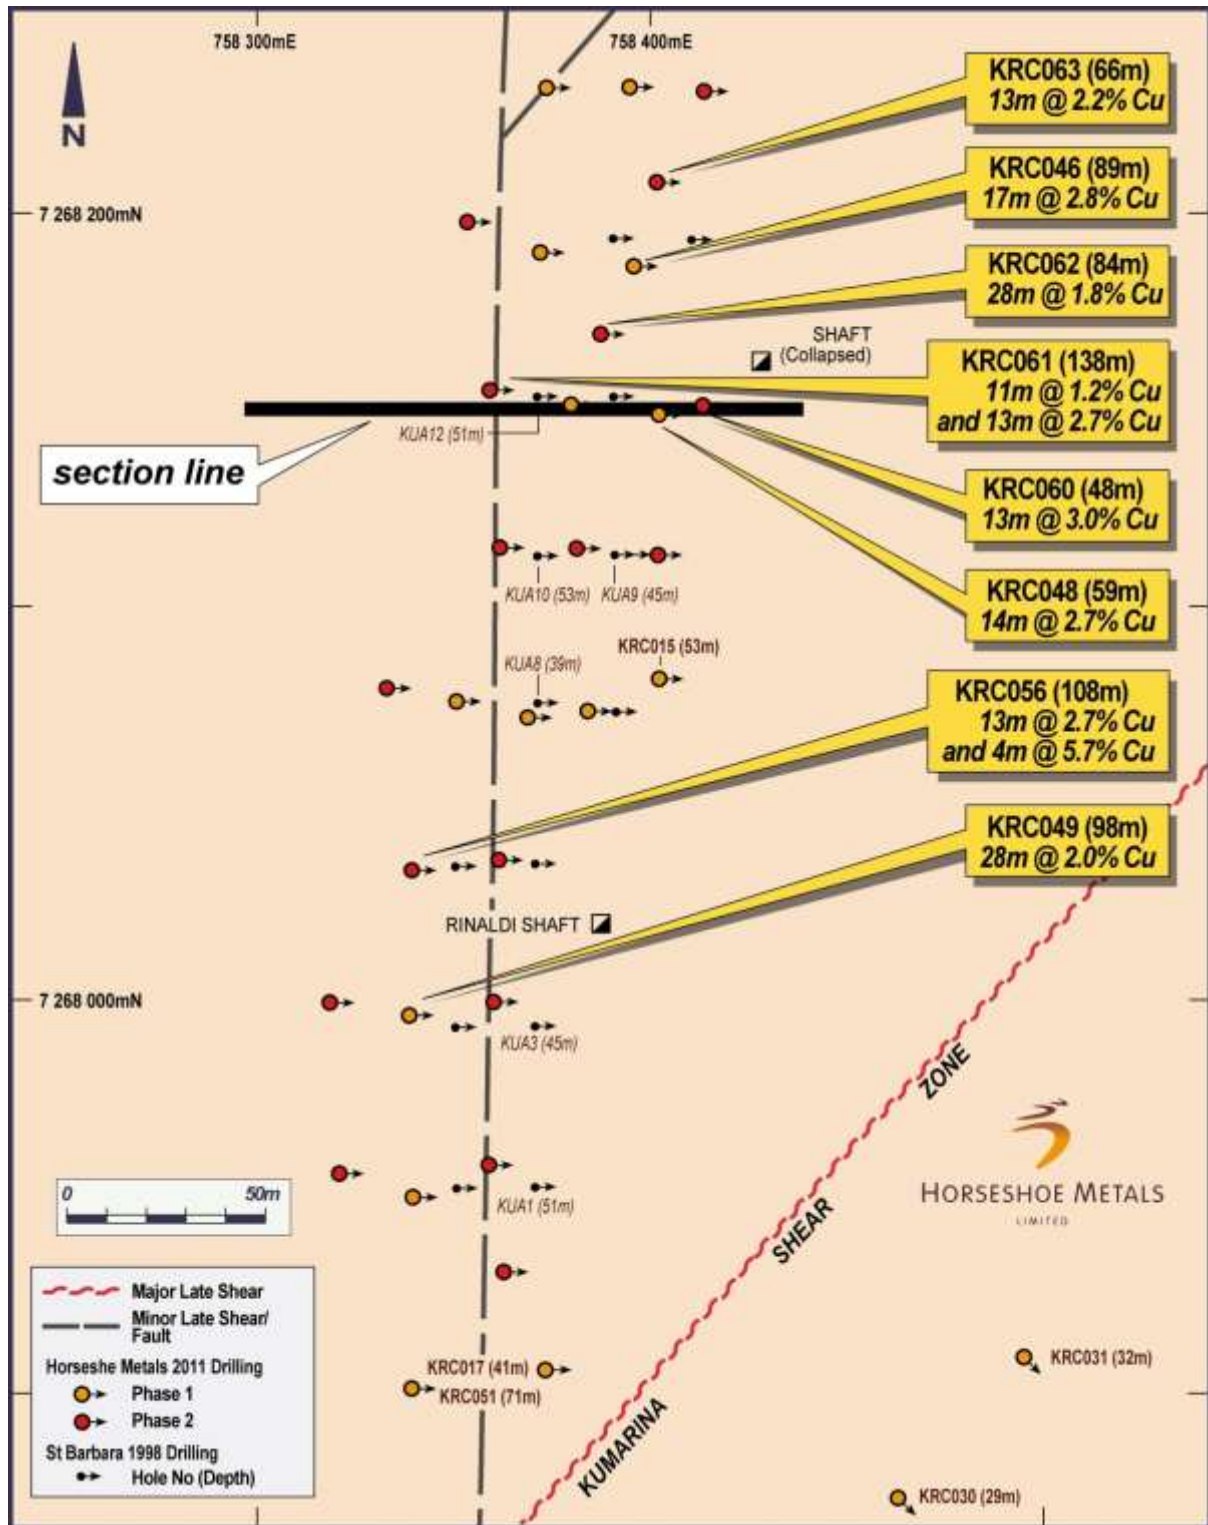 758 300mE
758 400mE
N
KRC063 (66m)
13m @ 2.2% Cu
KRC046 (89m)
17m @ 2.8% Cu
7 268 200mN
KRC062 (84m)
28m @ 1.8% Cu
SHAFT
(Collapsed)
KRC061 (138m)
11m @ 1.2% Cu
and 13m @ 2.7% Cu
KUA12 (51m)
section line
KRC060 (48m)
13m @ 3.0% Cu
KUA10 (53m)
KUA9 (45m)
KRC048 (59m)
14m @ 2.7% Cu
KRC015 (53m)
KUA8 (39m)
KRC056 (108m)
13m @ 2.7% Cu
and 4m @ 5.7% Cu
KRC049 (98m)
28m @ 2.0% Cu
RINALDI SHAFT
7 268 000mN
KUA3 (45m)
KUMARINA SHEAR ZONE
HORSESHOE METALS
LIMITED
0 50m
KUA1 (51m)
Major Late Shear
Minor Late Shear/
Fault
Horseshe Metals 2011 Drilling
Phase 1
Phase 2
St Barbara 1998 Drilling
Hole No (Depth)
KRC017 (41m)
KRC051 (71m)
KRC031 (32m)
KRC030 (29m)